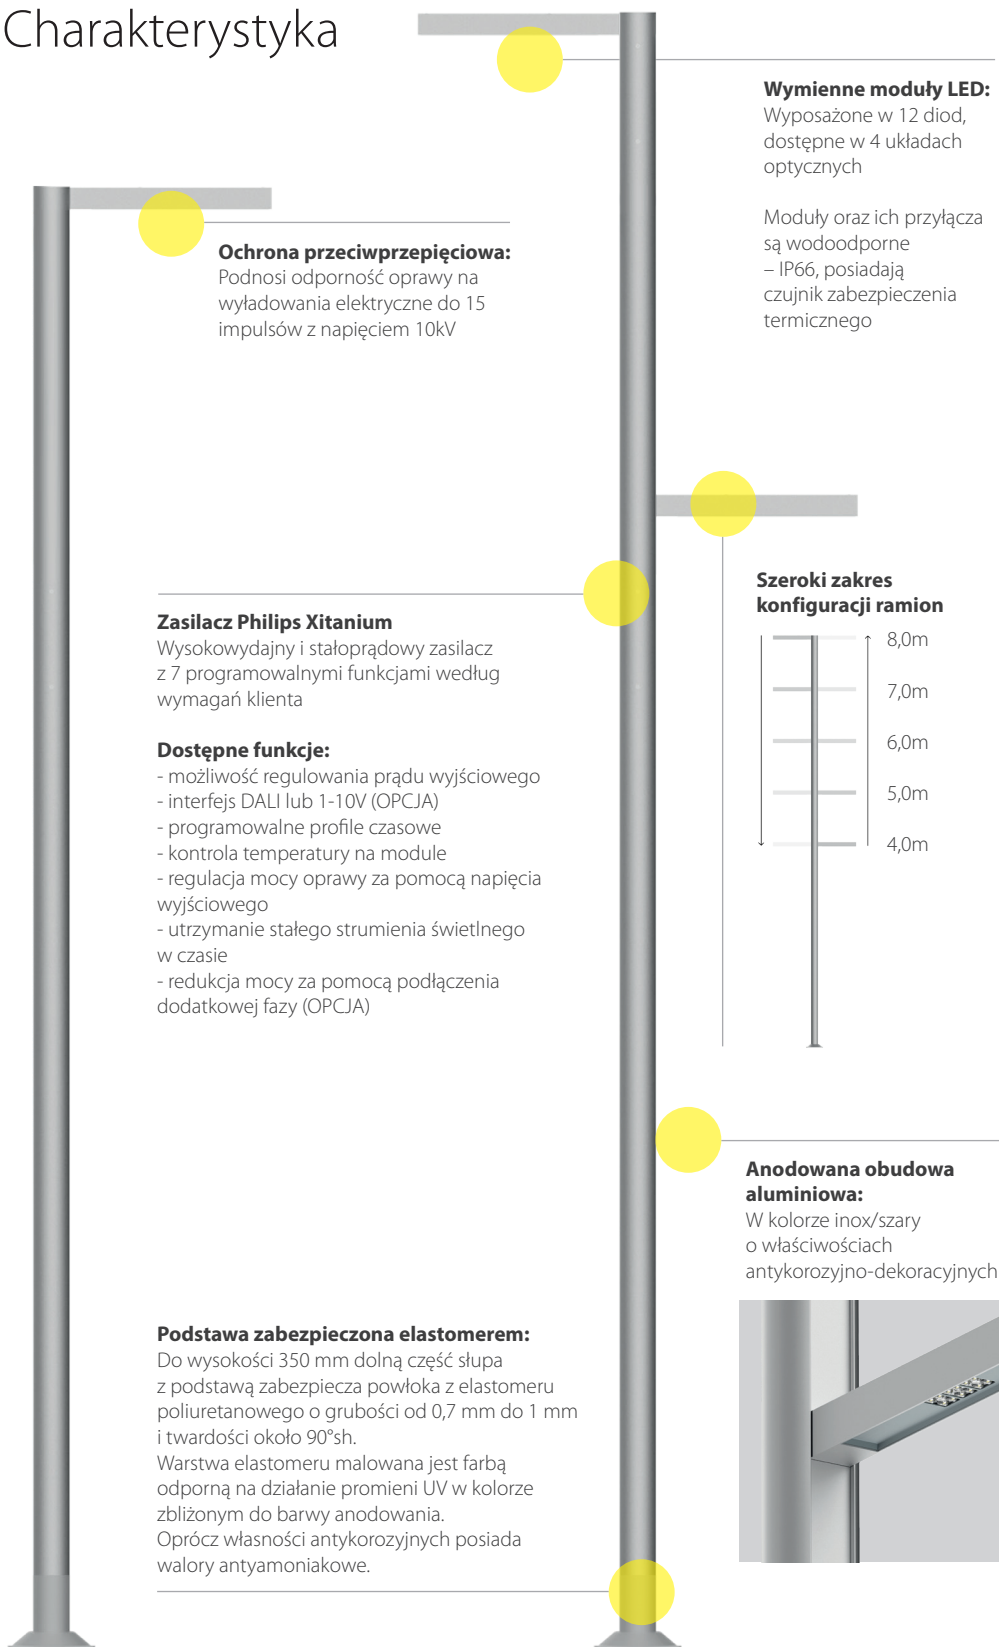 Charakterystyka
Wymienne moduły LED:
Wyposażone w 12 diod,
dostępne w 4 układach
optycznych
Moduły oraz ich przyłącza
są wodoodporne
– IP66, posiadają
czujnik zabezpieczenia
termicznego
Ochrona przeciwprzepięciowa:
Podnosi odporność oprawy na
wyładowania elektryczne do 15
impulsów z napięciem 10kV
Szeroki zakres
konfiguracji ramion
8,0m
7,0m
6,0m
5,0m
4,0m
Zasilacz Philips Xitanium
Wysokowydajny i stałoprądowy zasilacz
z 7 programowalnymi funkcjami według
wymagań klienta
Dostępne funkcje:
- możliwość regulowania prądu wyjściowego
- interfejs DALI lub 1-10V (OPCJA)
- programowalne profile czasowe
- kontrola temperatury na module
- regulacja mocy oprawy za pomocą napięcia
wyjściowego
- utrzymanie stałego strumienia świetlnego
w czasie
- redukcja mocy za pomocą podłączenia
dodatkowej fazy (OPCJA)
Anodowana obudowa
aluminiowa:
W kolorze inox/szary
o właściwościach
antykorozyjno-dekoracyjnych
Podstawa zabezpieczona elastomerem:
Do wysokości 350 mm dolną część słupa
z podstawą zabezpiecza powłoka z elastomeru
poliuretanowego o grubości od 0,7 mm do 1 mm
i twardości około 90°sh.
Warstwa elastomeru malowana jest farbą
odporną na działanie promieni UV w kolorze
zbliżonym do barwy anodowania.
Oprócz własności antykorozyjnych posiada
walory antyamoniakowe.